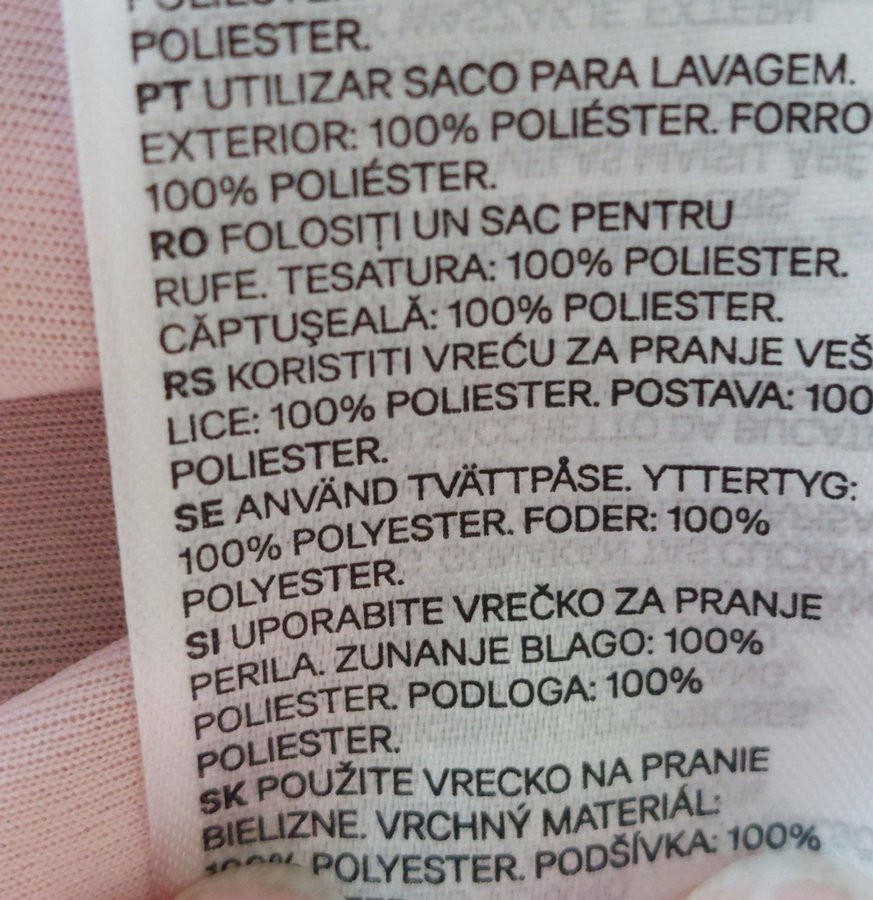 POLIESTER.
POLIESTER.
PT UTILIZAR SACO PARA LAVAGEM.
EXTERIOR: 100% POLIÉSTER. FORRO
100% POLIÉSTER.
RO FOLOSIȚI UN SAC PENTRU
RUFE. TESATURA: 100% POLIESTER.
CĂPTUŞEALĂ: 100% POLIESTER.
RS KORISTITI VREĆU ZA PRANJE VEŠ
LICE: 100% POLIESTER. POSTAVA: 100
POLIESTER.
SE ANVÄND TVÄTTPÅSE. YTTERTYG:
100% POLYESTER. FODER: 100%
POLYESTER.
SI UPORABITE VREČKO ZA PRANJE
PERILA. ZUNANJE BLAGO: 100%
POLIESTER. PODLOGA: 100%
POLIESTER.
SK POUŽITE VRECKO NA PRANIE
BIELIZNE. VRCHNÝ MATERIÁL:
100% POLYESTER. PODŠÍVKA: 100%